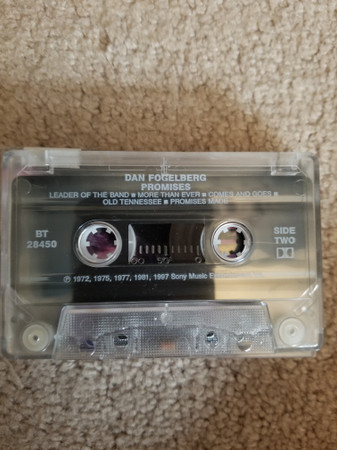 DAN FOGELBERG
PROMISES
LEADER OF THE BAND ■ MORE THAN EVER ■ COMES AND GOES ■
OLD TENNESSEE ■ PROMISES MADE
BT
28450
SIDE
TWO
℗ 1972, 1975, 1977, 1981, 1997 Sony Music